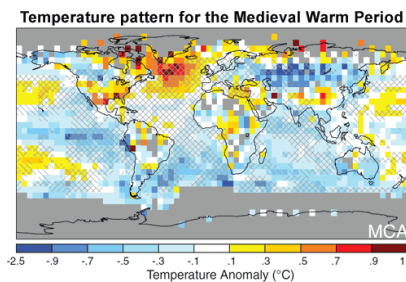 Temperature pattern for the Medieval Warm Period
MCA
-2.5 -.9 -.7 -.5 -.3 -.1 .1 .3 .5 .7 .9 1
Temperature Anomaly (°C)